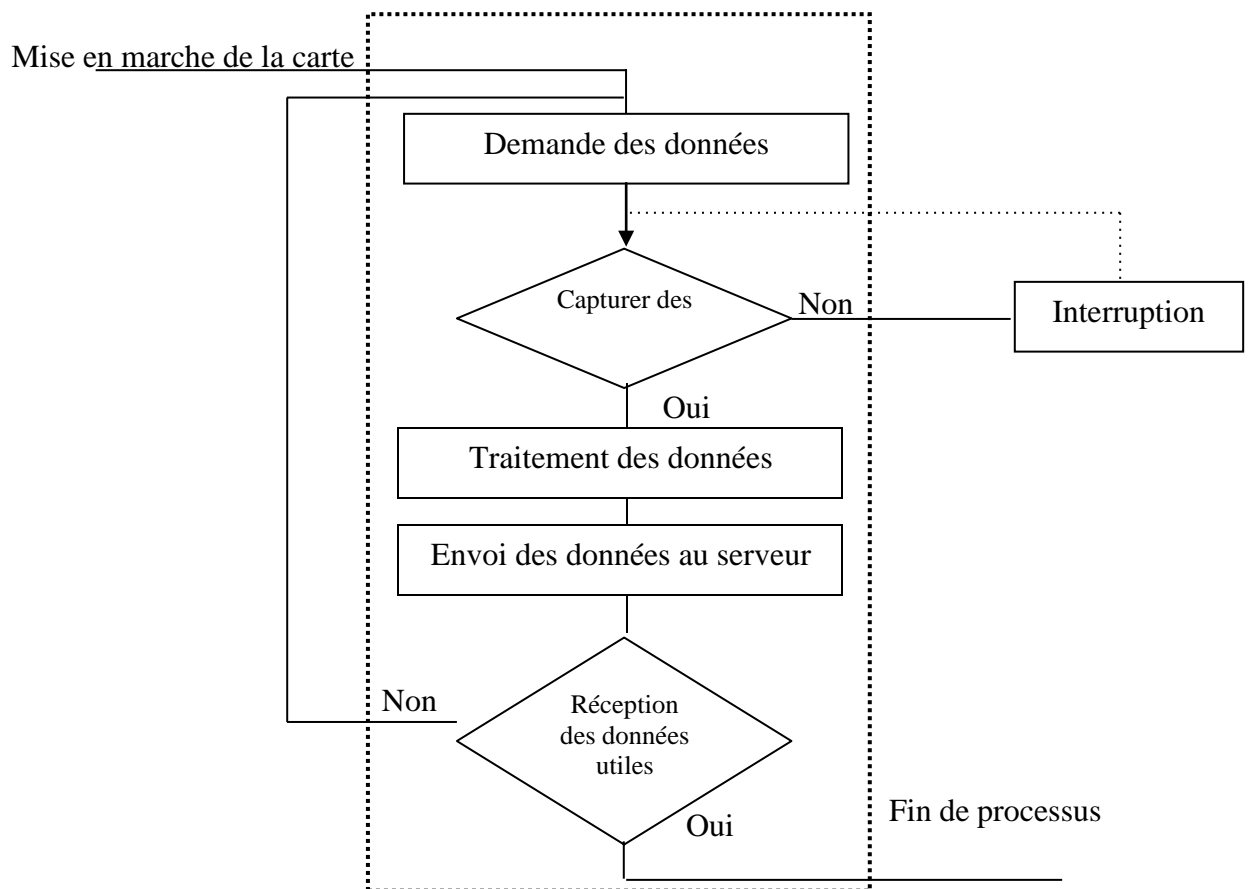 Mise en marche de la carte
Demande des données
Capturer des
Non
Interruption
Oui
Traitement des données
Envoi des données au serveur
Non
Réception
des données
utiles
Oui
Fin de processus